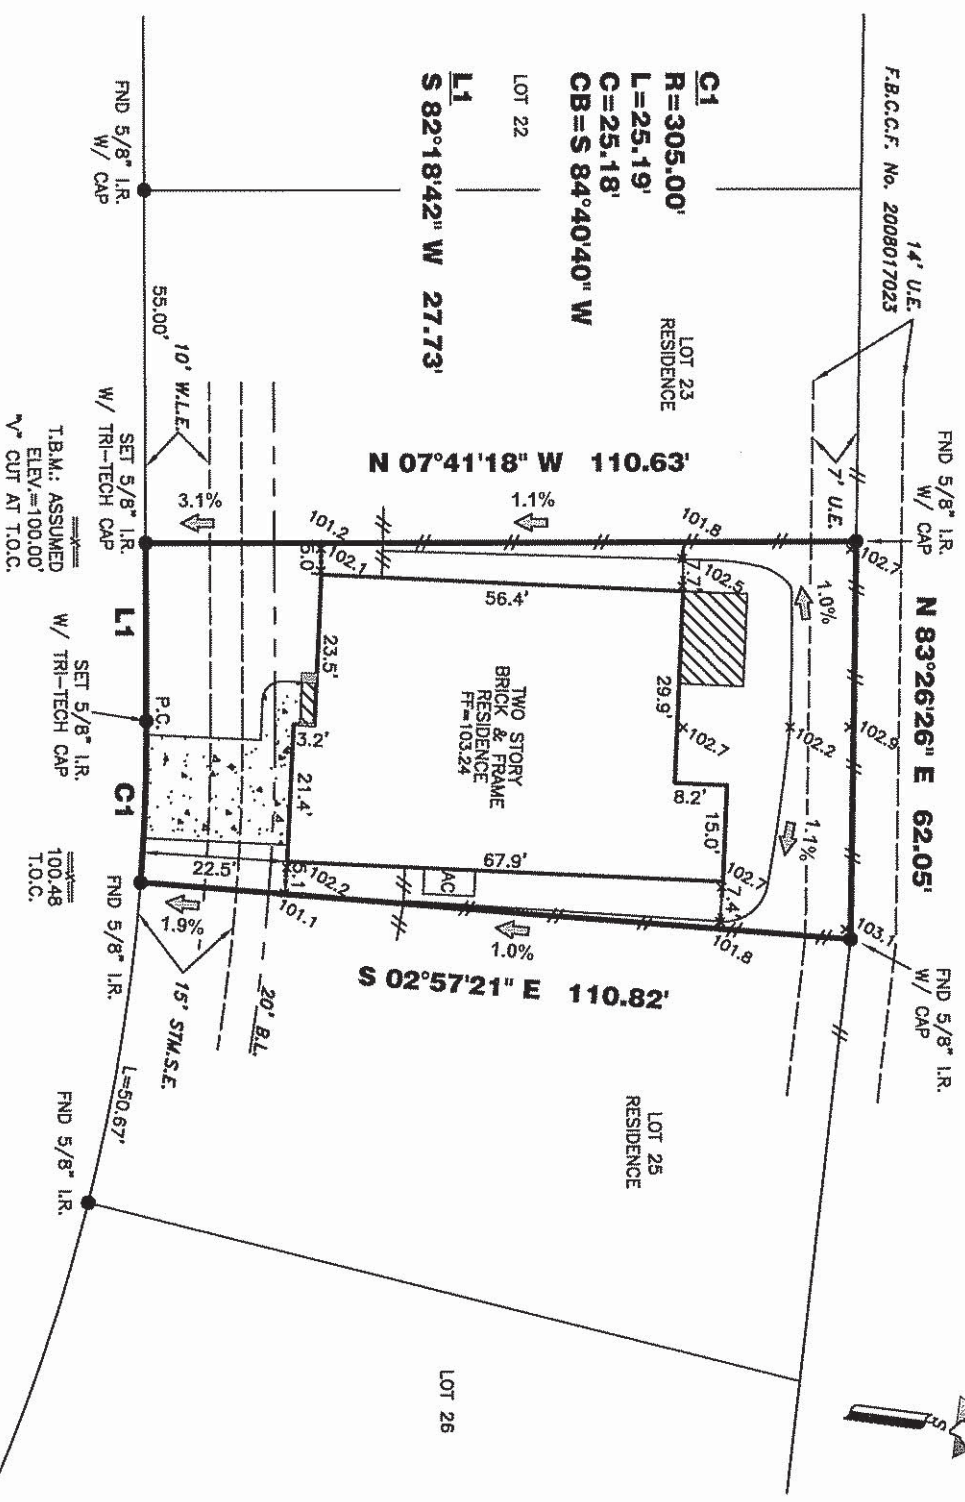 F.B.C.C.F. No. 2008017023
14' U.E.
FND 5/8" I.R.
W/ CAP
N 83°26'26" E 62.05'
FND 5/8" I.R.
W/ CAP
S
C1
R=305.00'
L=25.19'
C=25.18'
CB=S 84°40'40" W
LOT 22
L1
S 82°18'42" W 27.73'
LOT 23
RESIDENCE
7' U.E.
102.7
102.9
103.1
1.0%
1.1%
102.2
N 07°41'18" W 110.63'
1.1%
3.1%
101.8
102.5
7.7'
101.2
102.1
5.0'
56.4'
29.9'
102.7
8.2'
15.0'
102.7
7.4'
101.8
TWO STORY
BRICK & FRAME
RESIDENCE
FF=103.24
23.5'
3.2'
21.4'
67.9'
AC
5.1'
102.2
101.1
22.5'
1.0%
1.9%
S 02°57'21" E 110.82'
20' B.L.
15' STM.S.E.
LOT 25
RESIDENCE
LOT 26
FND 5/8" I.R.
W/ CAP
55.00'
10' W.L.E.
SET 5/8" I.R.
W/ TRI-TECH CAP
T.B.M.: ASSUMED
ELEV.=100.00'
"V" CUT AT T.O.C.
L1
P.C.
SET 5/8" I.R.
W/ TRI-TECH CAP
C1
100.48
T.O.C.
FND 5/8" I.R.
L=50.67'
FND 5/8" I.R.